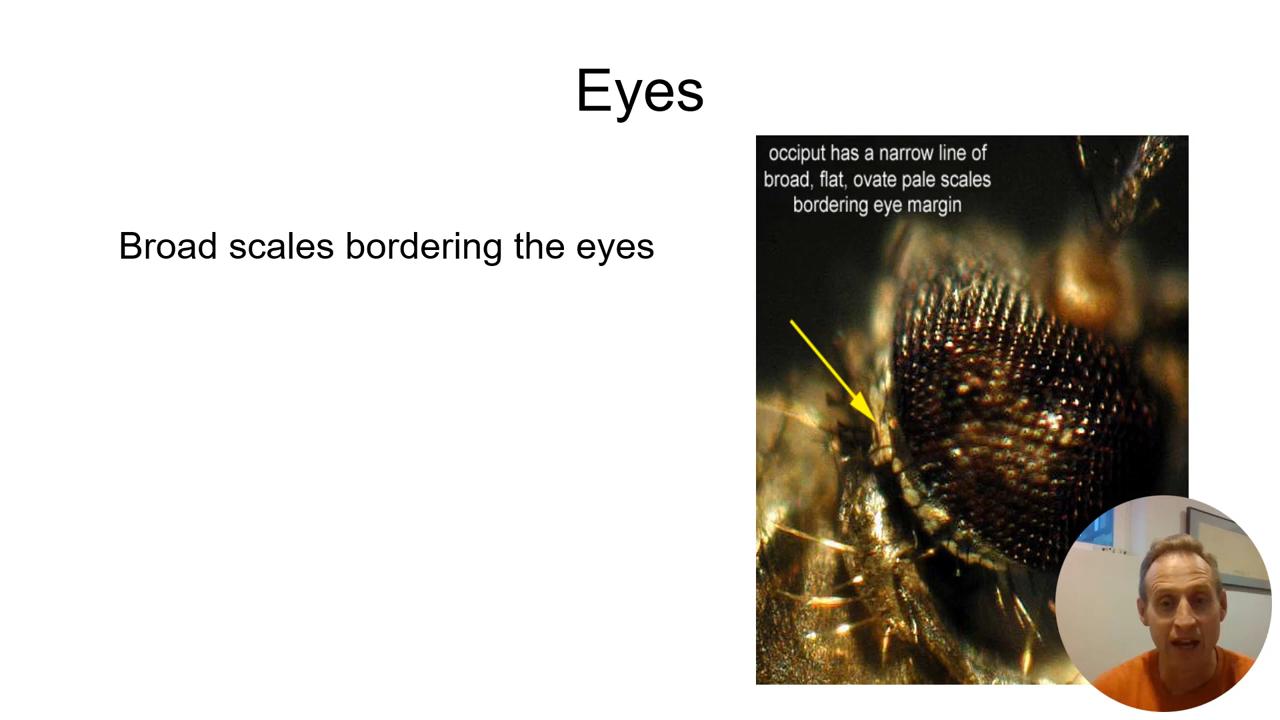 Eyes
Broad scales bordering the eyes
occiput has a narrow line of
broad, flat, ovate pale scales
bordering eye margin